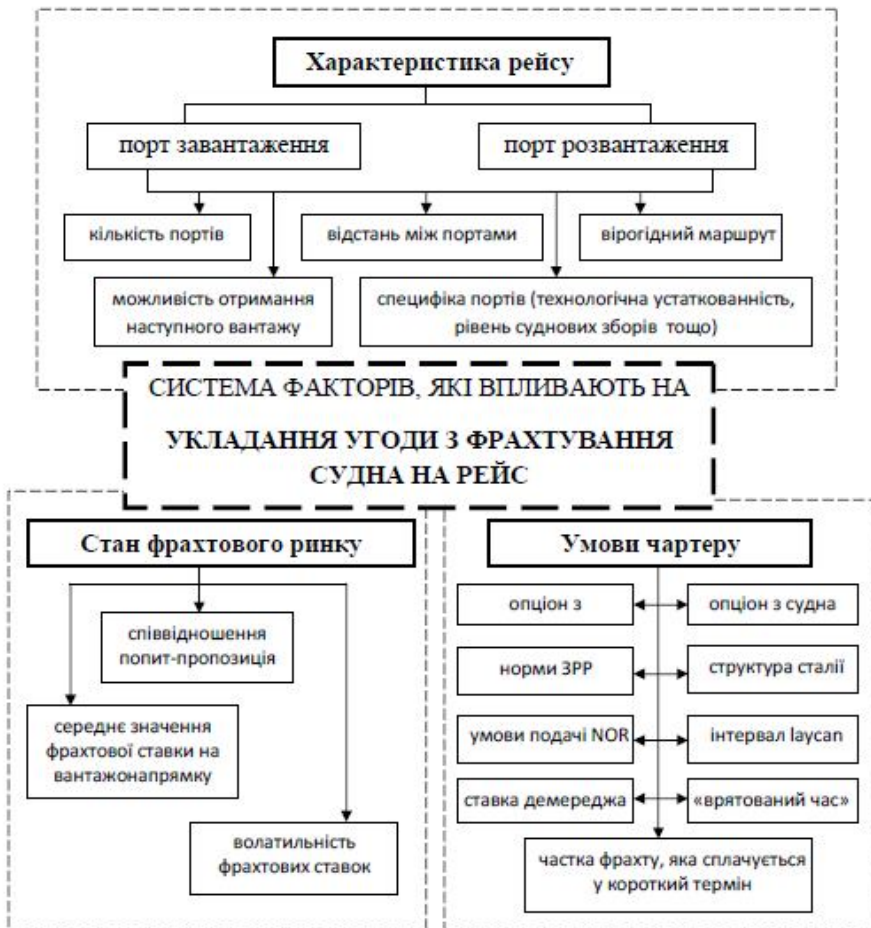 Характеристика рейсу
порт завантаження
порт розвантаження
кількість портів
відстань між портами
вірогідний маршрут
можливість отримання
наступного вантажу
специфіка портів (технологічна устаткованність,
рівень суднових зборів тощо)
СИСТЕМА ФАКТОРІВ, ЯКІ ВПЛИВАЮТЬ НА
УКЛАДАННЯ УГОДИ З ФРАХТУВАННЯ
СУДНА НА РЕЙС
Стан фрахтового ринку
співвідношення
попит-пропозиція
середнє значення
фрахтової ставки на
вантажонапрямку
волатильність
фрахтових ставок
Умови чартеру
опціон з
опціон з судна
норми ЗРР
структура сталії
умови подачі NOR
інтервал laycan
ставка демереджа
«врятований час»
частка фрахту, яка сплачується
у короткий термін